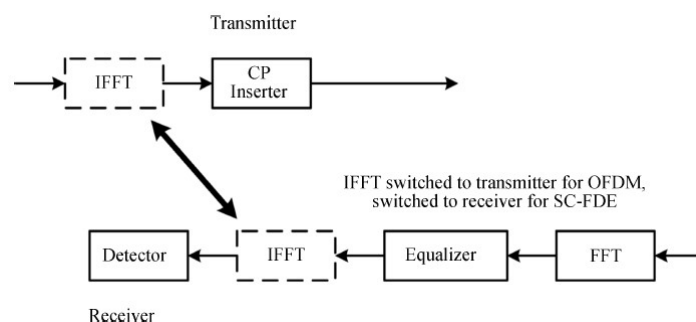 Transmitter
IFFT
CP
Inserter
IFFT switched to transmitter for OFDM,
switched to receiver for SC-FDE
Detector
IFFT
Equalizer
FFT
Receiver